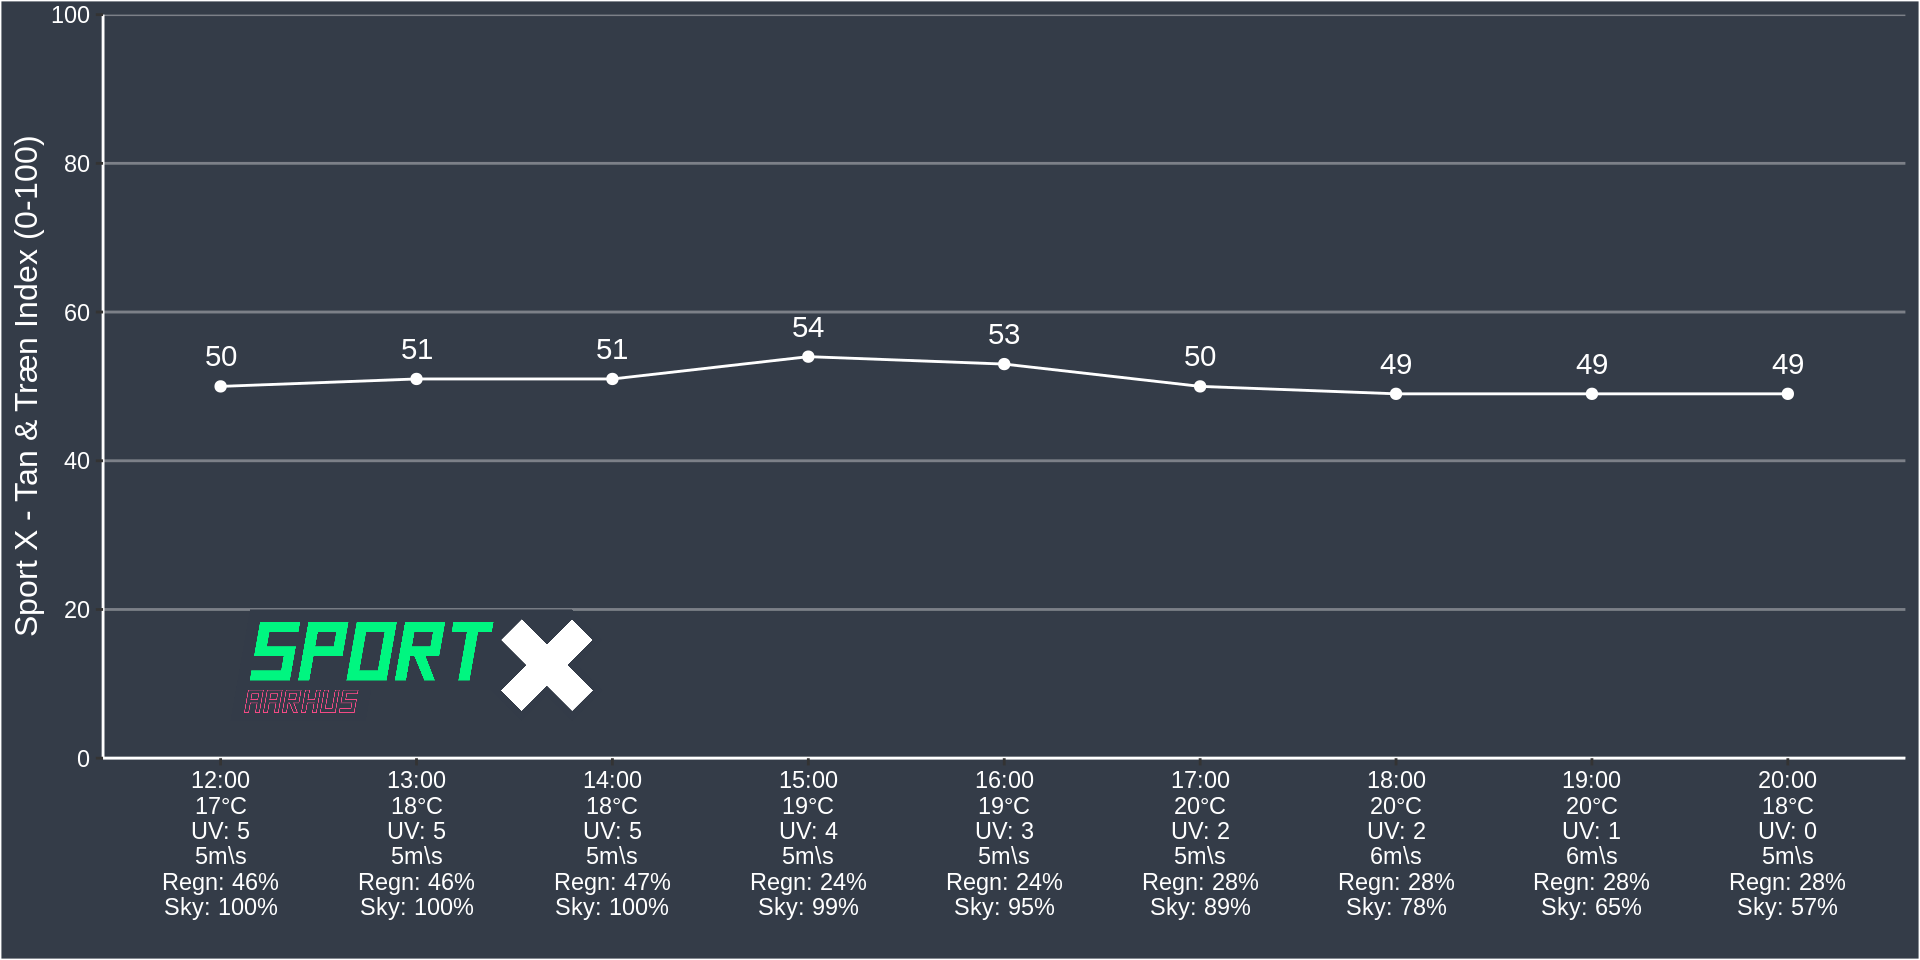 Sport X - Tan & Træn Index (0-100)
100
80
60
40
20
0
50
51
51
54
53
50
49
49
49
SPORT X
AARHUS
12:00 13:00 14:00 15:00 16:00 17:00 18:00 19:00 20:00
17°C 18°C 18°C 19°C 19°C 20°C 20°C 20°C 18°C
UV: 5 UV: 5 UV: 5 UV: 4 UV: 3 UV: 2 UV: 2 UV: 1 UV: 0
5m\s 5m\s 5m\s 5m\s 5m\s 5m\s 6m\s 6m\s 5m\s
Regn: 46% Regn: 46% Regn: 47% Regn: 24% Regn: 24% Regn: 28% Regn: 28% Regn: 28% Regn: 28%
Sky: 100% Sky: 100% Sky: 100% Sky: 99% Sky: 95% Sky: 89% Sky: 78% Sky: 65% Sky: 57%